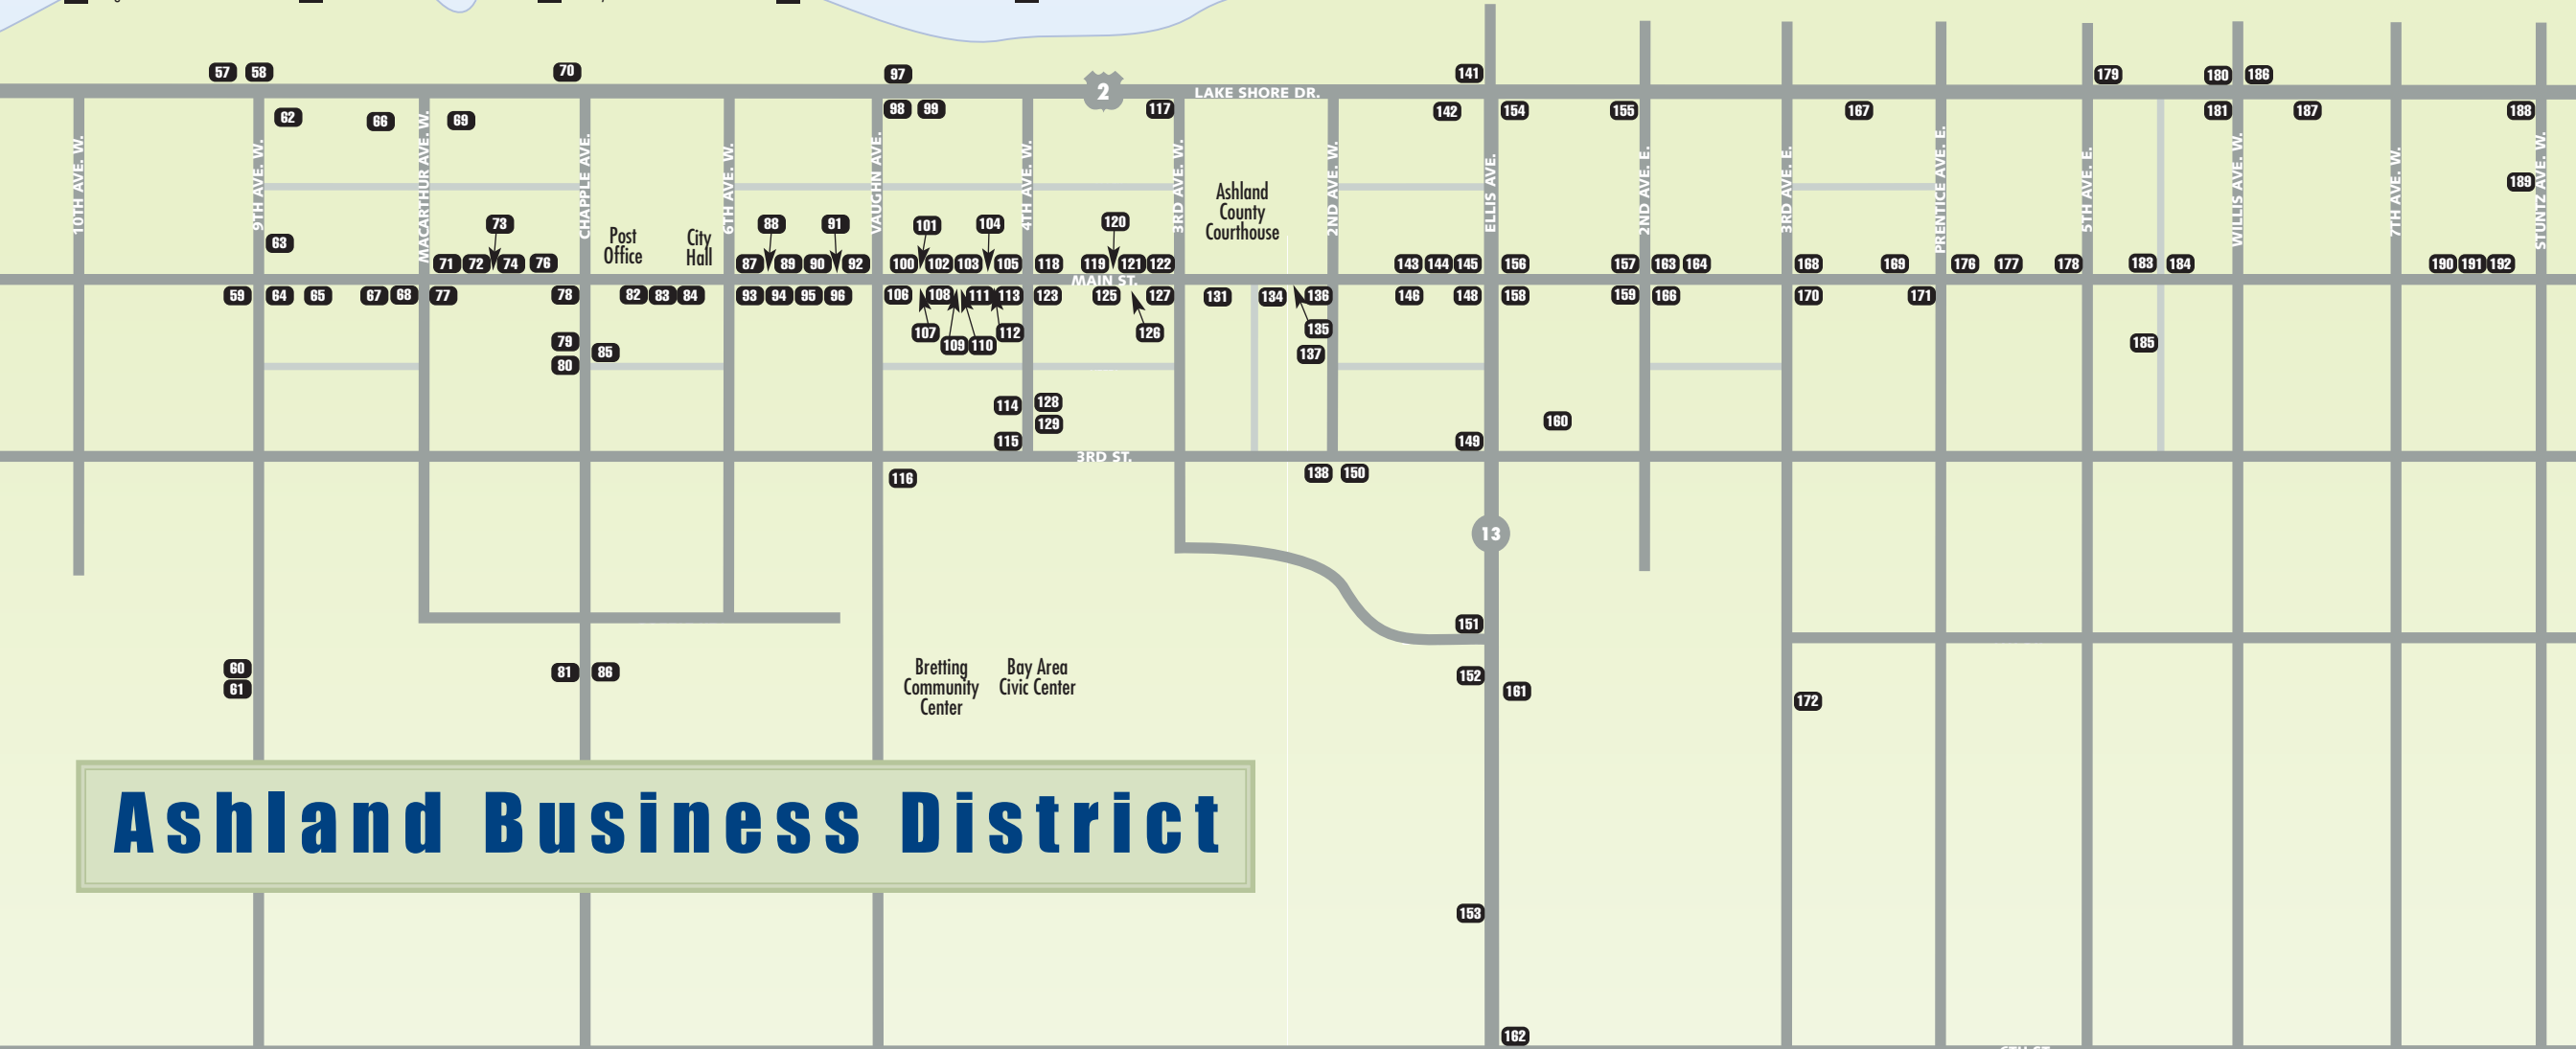 57 58 70 97 141 179 180 186
2 LAKE SHORE DR.
62 66 69 98 99 117 142 154 155 167 181 187 188
10TH AVE. W.
9TH AVE. W.
MACARTHUR AVE. W.
CHAPPLE AVE.
6TH AVE. W.
VAUGHN AVE.
4TH AVE. W.
3RD AVE. W.
2ND AVE. W.
ELLIS AVE.
2ND AVE. E.
3RD AVE. E.
PRENTICE AVE. E.
5TH AVE. E.
WILLIS AVE. W.
7TH AVE. W.
STUNTZ AVE. W.
189
Ashland
County
Courthouse
Post
Office
City
Hall
63 73 88 91 101 104 120
71 72 74 76 87 89 90 92 100 102 103 105 118 119 121 122 143 144 145 156 157 163 164 168 169 176 177 178 183 184 190 191 192
MAIN ST.
59 64 65 67 68 77 78 82 83 84 93 94 95 96 106 108 111 113 123 125 127 131 134 136 146 148 158 159 166 170 171
79 85 107 112 126 135 185
80 109 110 137
114 128 160
129
115 149
3RD ST.
116 138 150
13
151
60 81 86 152
61 161 172
Bretting
Community
Center
Bay Area
Civic Center
Ashland Business District
153
162